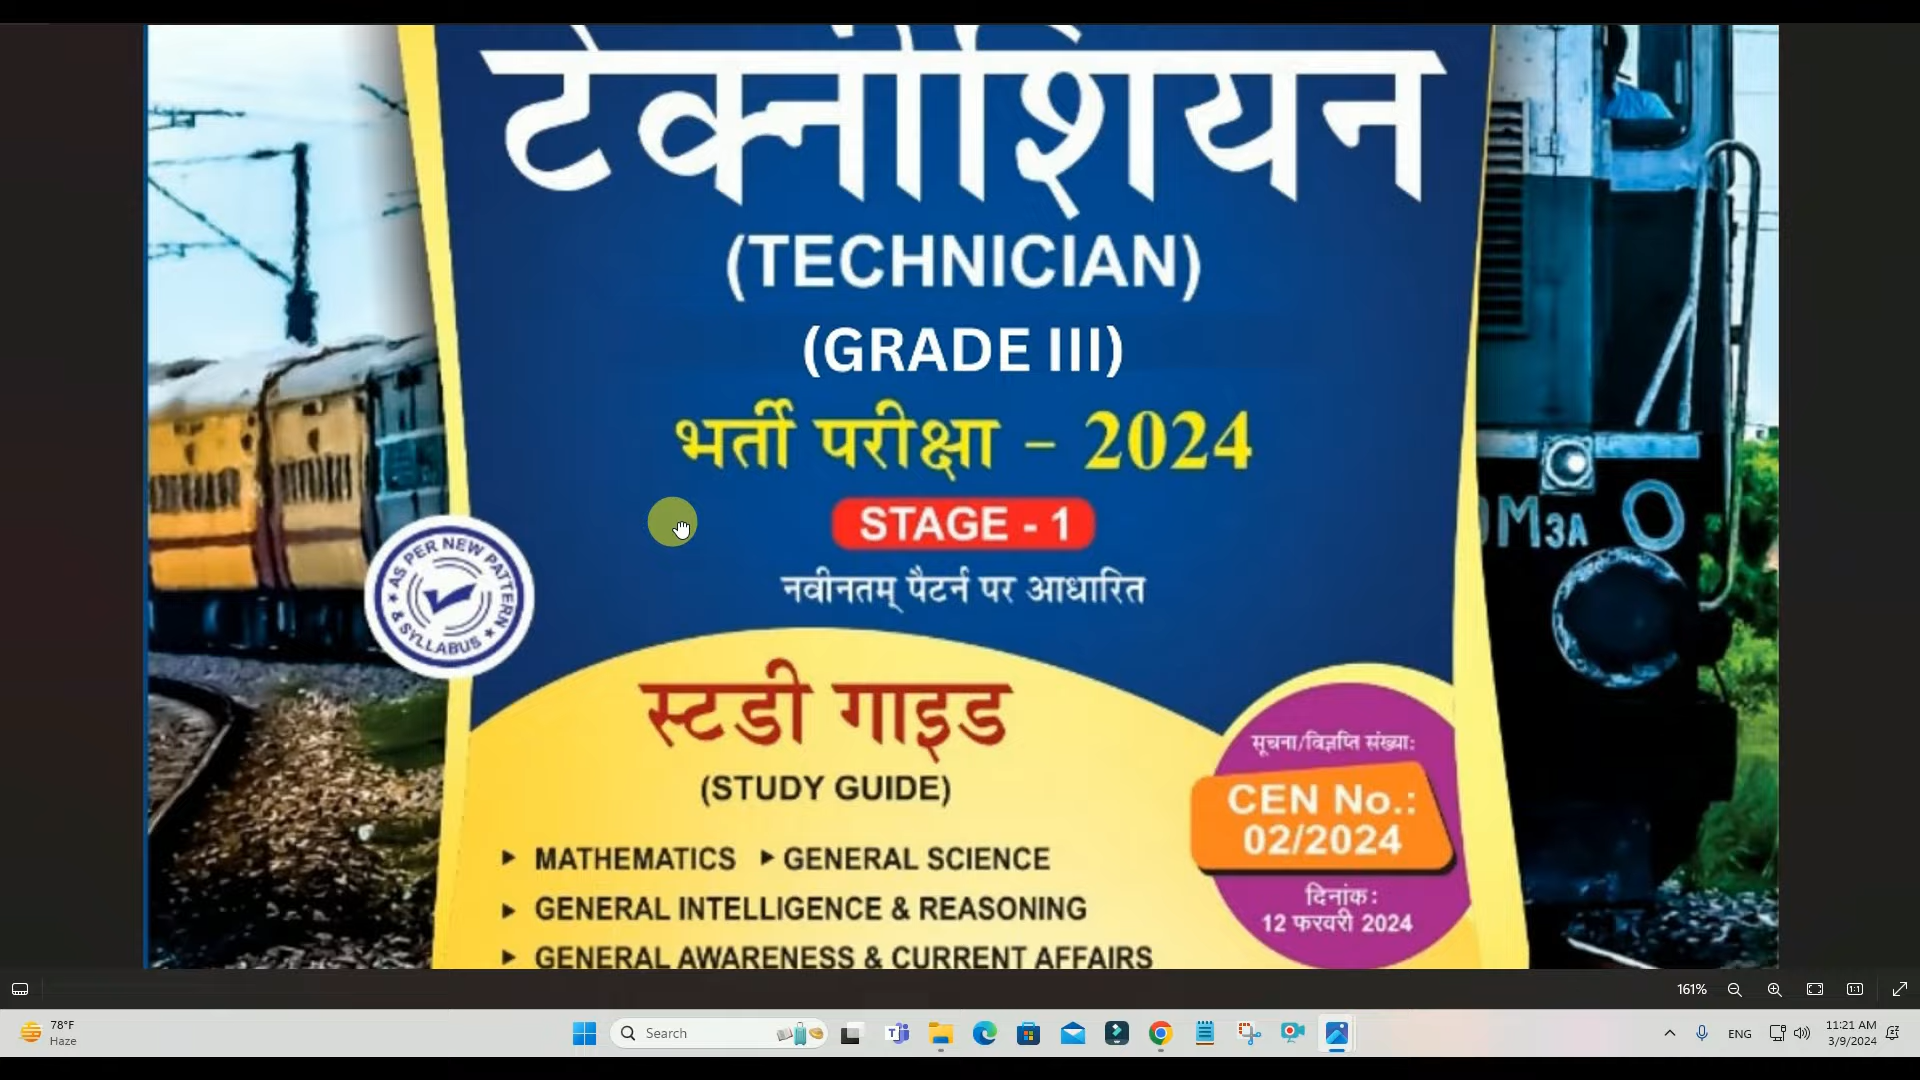 टेक्नीशियन
(TECHNICIAN)
(GRADE III)
भर्ती परीक्षा - 2024
STAGE - 1
नवीनतम् पैटर्न पर आधारित
AS PER NEW PATTERN
& SYLLABUS
स्टडी गाइड
(STUDY GUIDE)
MATHEMATICS GENERAL SCIENCE
GENERAL INTELLIGENCE & REASONING
GENERAL AWARENESS & CURRENT AFFAIRS
सूचना/विज्ञप्ति संख्या:
CEN No.:
02/2024
दिनांक:
12 फरवरी 2024
M3A
161%
78°F
Haze
Search
ENG
11:21 AM
3/9/2024